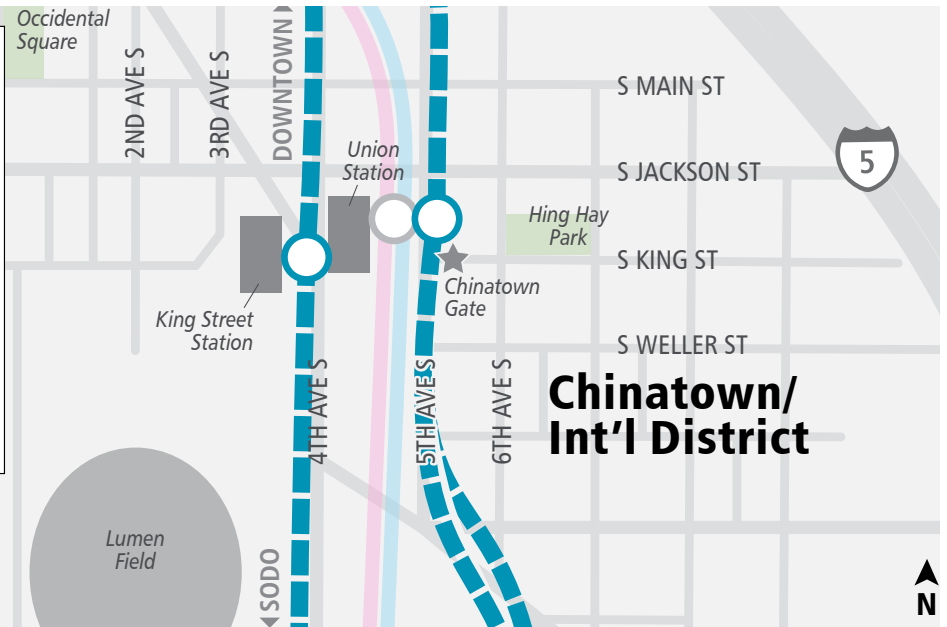 Occidental
Square
2ND AVE S
3RD AVE S
DOWNTOWN
S MAIN ST
Union
Station
S JACKSON ST
5
Hing Hay
Park
S KING ST
Chinatown
Gate
King Street
Station
S WELLER ST
4TH AVE S
5TH AVE S
6TH AVE S
Chinatown/
Int’l District
Lumen
Field
SODO
N